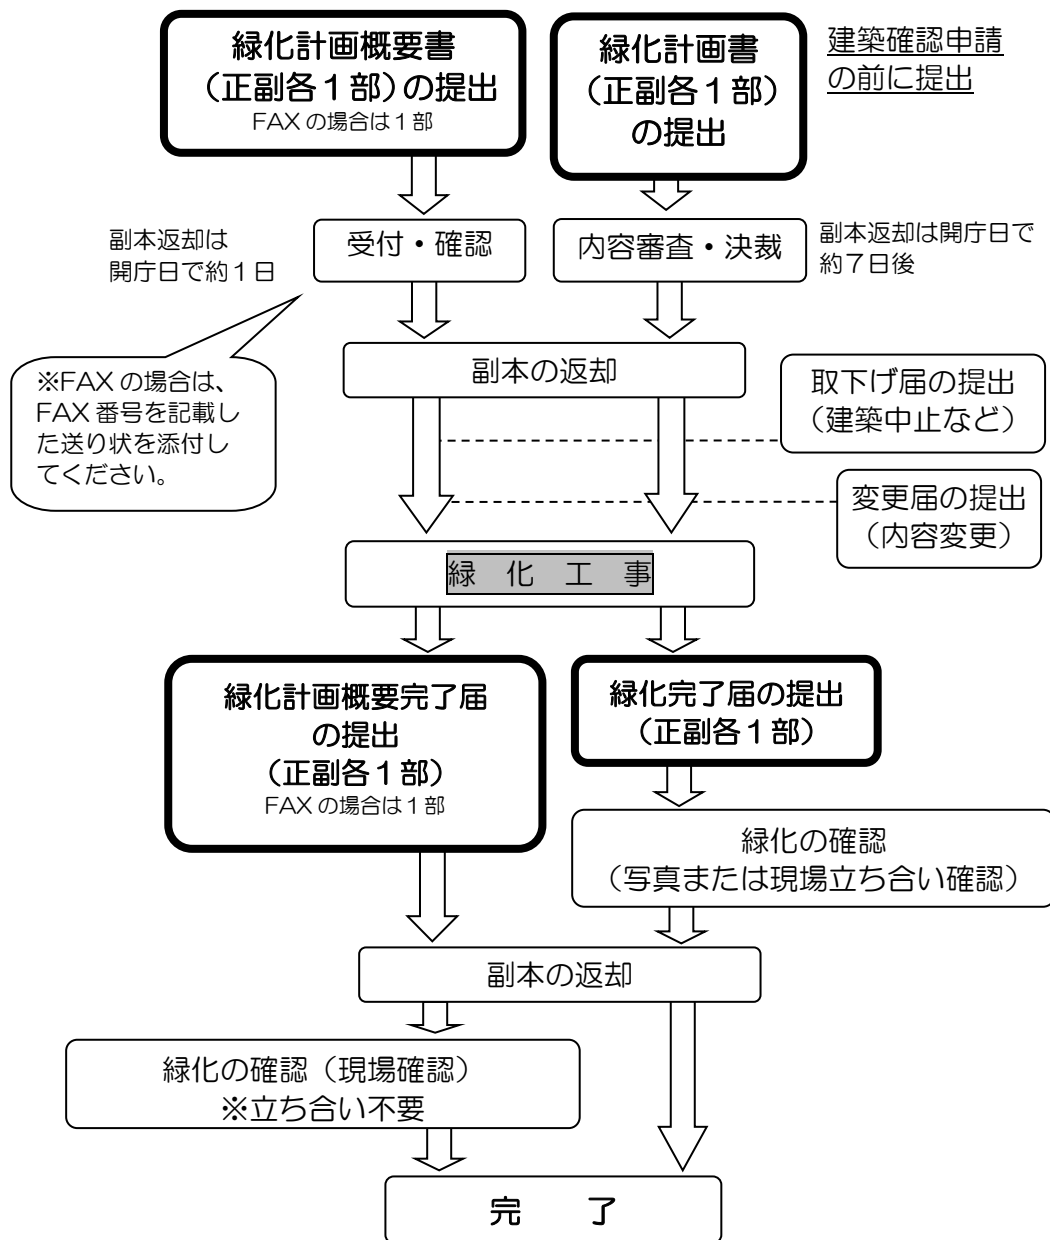 緑化計画概要書
（正副各１部）の提出
FAX の場合は１部
緑化計画書
（正副各１部）
の提出
建築確認申請
の前に提出
副本返却は
開庁日で約１日
受付・確認
内容審査・決裁
副本返却は開庁日で
約７日後
※FAX の場合は、
FAX 番号を記載し
た送り状を添付し
てください。
副本の返却
取下げ届の提出
（建築中止など）
変更届の提出
（内容変更）
緑　化　工　事
緑化計画概要完了届
の提出
（正副各１部）
FAX の場合は１部
緑化完了届の提出
（正副各１部）
緑化の確認
（写真または現場立ち合い確認）
副本の返却
緑化の確認（現場確認）
※立ち合い不要
完　　了